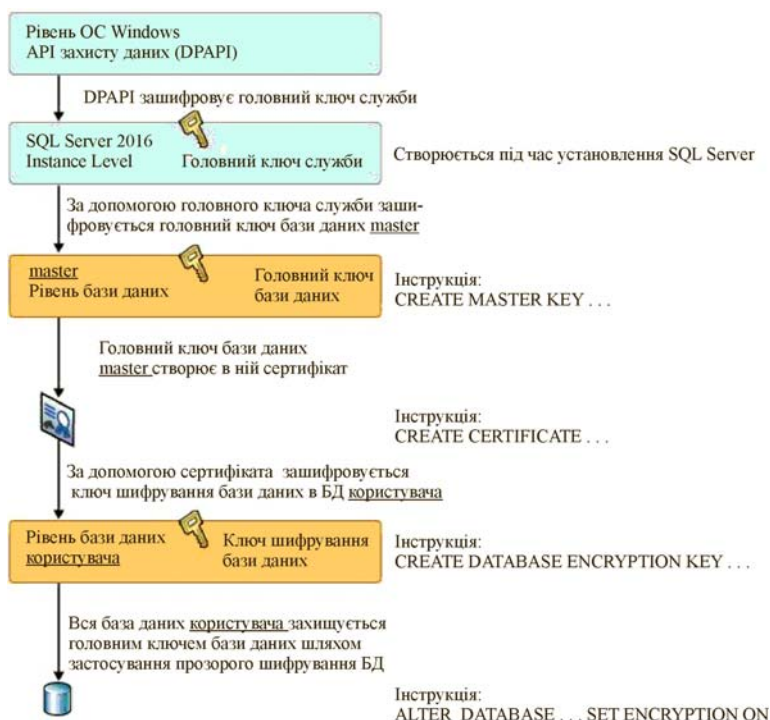 Рівень ОС Windows
АРІ захисту даних (DPAPI)
DPAPI зашифровує головний ключ служби
SQL Server 2016
Instance Level
Головний ключ служби
Створюється під час установлення SQL Server
За допомогою головного ключа служби заши-
фровується головний ключ бази даних master
master
Рівень бази даних
Головний ключ
бази даних
Інструкція:
CREATE MASTER KEY . . .
Головний ключ бази даних
master створює в ній сертифікат
Інструкція:
CREATE CERTIFICATE . . .
За допомогою сертифіката зашифровується
ключ шифрування бази даних в БД користувача
Рівень бази даних
користувача
Ключ шифрування
бази даних
Інструкція:
CREATE DATABASE ENCRYPTION KEY . . .
Вся база даних користувача захищується
головним ключем бази даних шляхом
застосування прозорого шифрування БД
Інструкція:
ALTER DATABASE . . . SET ENCRYPTION ON